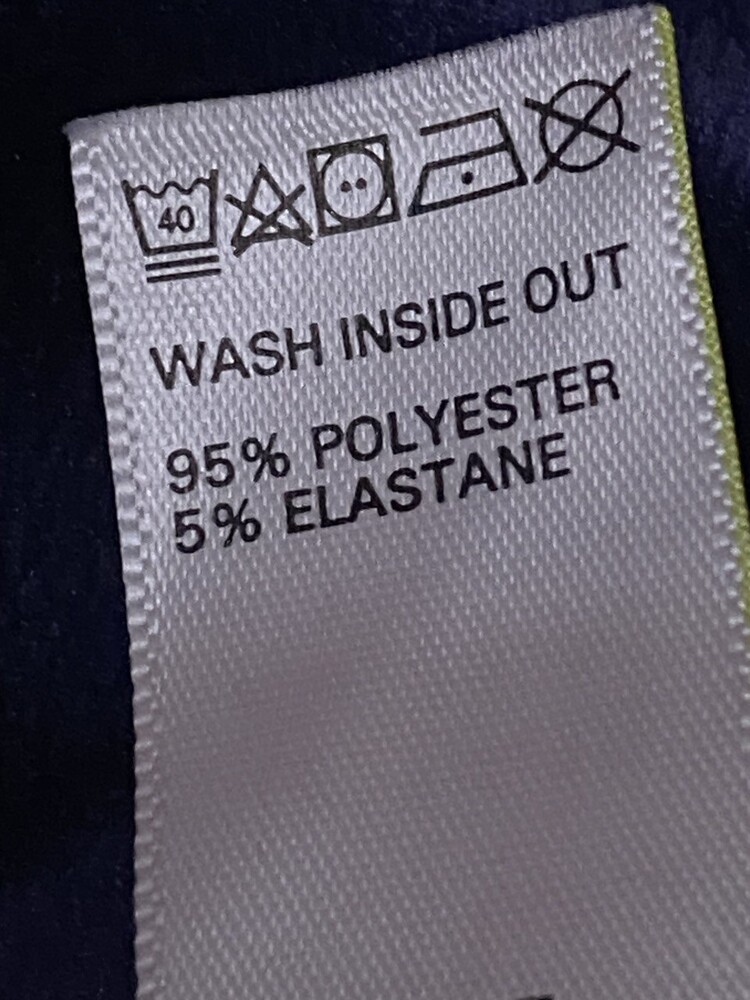 40
WASH INSIDE OUT
95% POLYESTER
5% ELASTANE